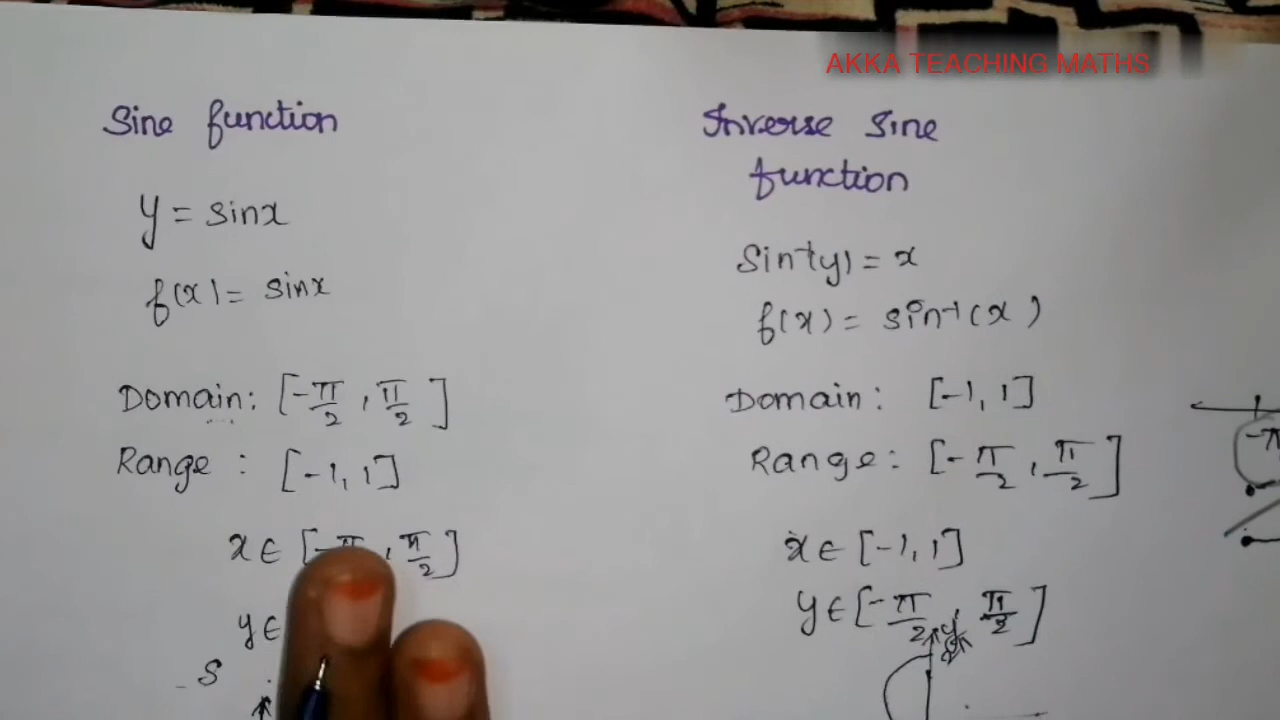 AKKA TEACHING MATHS
Sine function
y = sinx
f(x) = sinx
Domain: [-π/2, π/2]
Range : [-1, 1]
x ∈ [-π, π/2]
y ∈
S
Inverse Sine
function
Sin⁻¹(y) = x
f(x) = sin⁻¹(x)
Domain: [-1, 1]
Range: [-π/2, π/2]
x ∈ [-1, 1]
y ∈ [-π/2, π/2]
y
-π